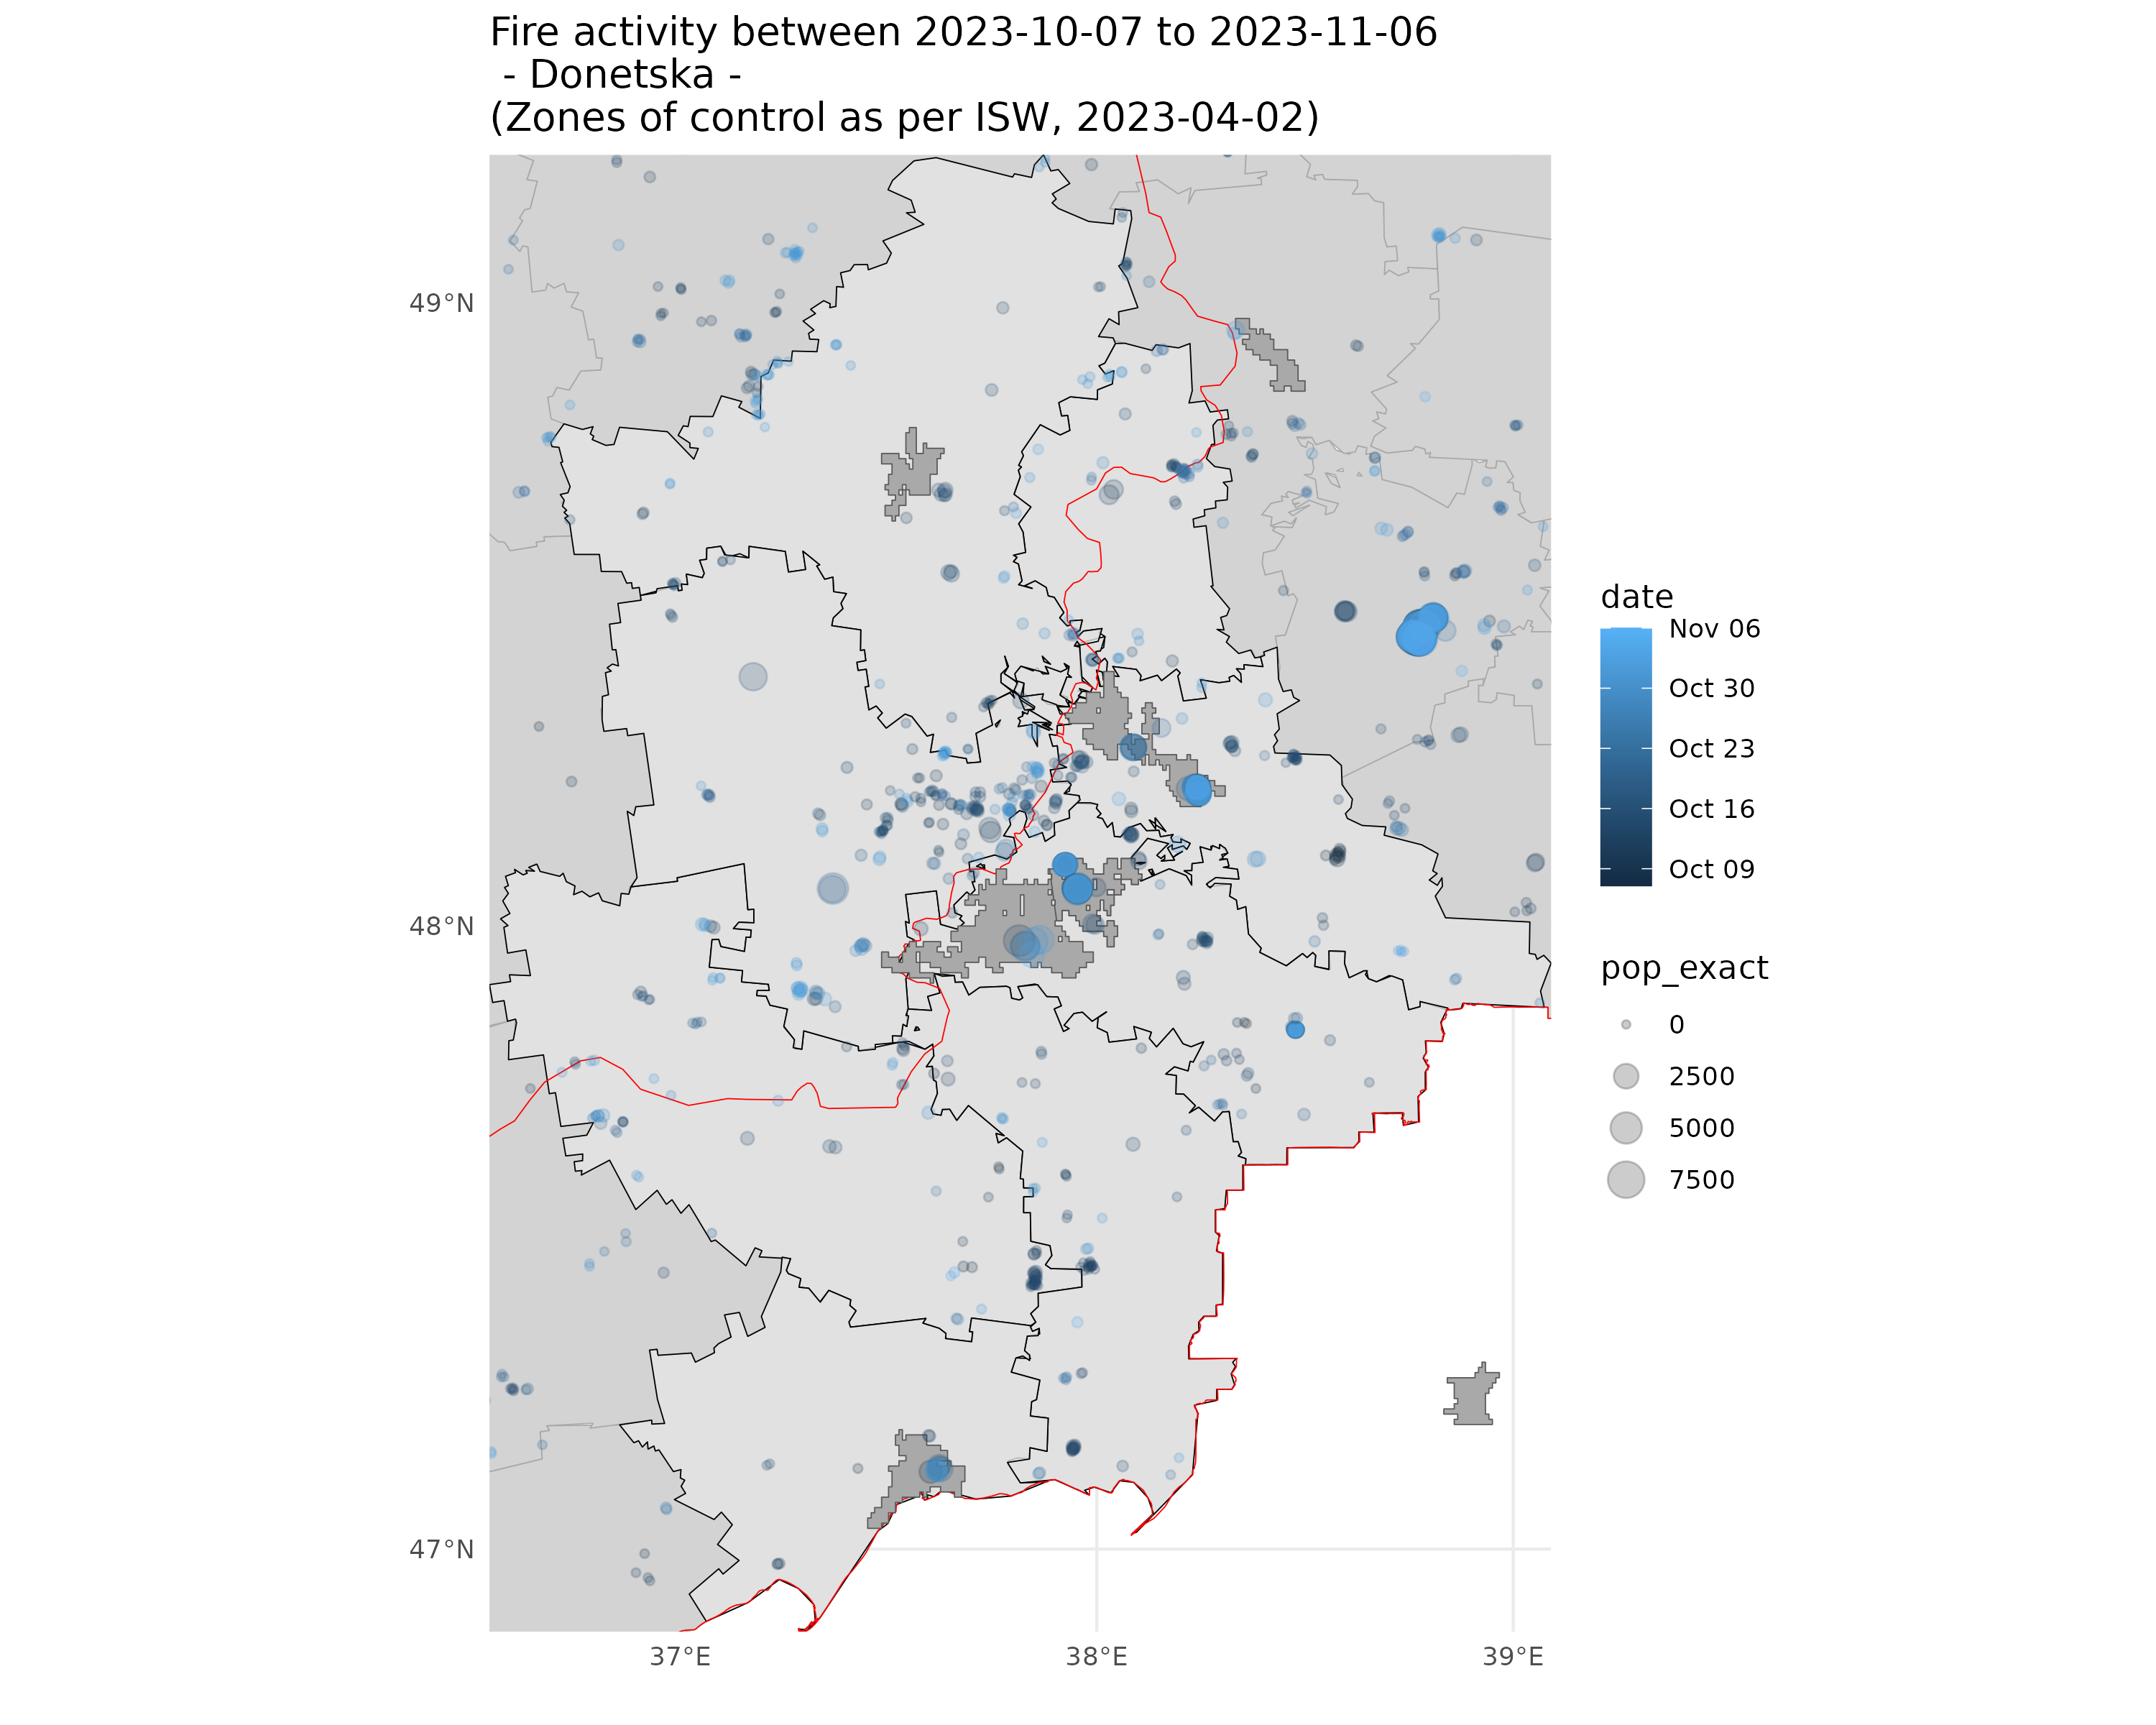 Fire activity between 2023-10-07 to 2023-11-06
- Donetska -
(Zones of control as per ISW, 2023-04-02)
49°N
48°N
47°N
37°E
38°E
39°E
date
Nov 06
Oct 30
Oct 23
Oct 16
Oct 09
pop_exact
0
2500
5000
7500